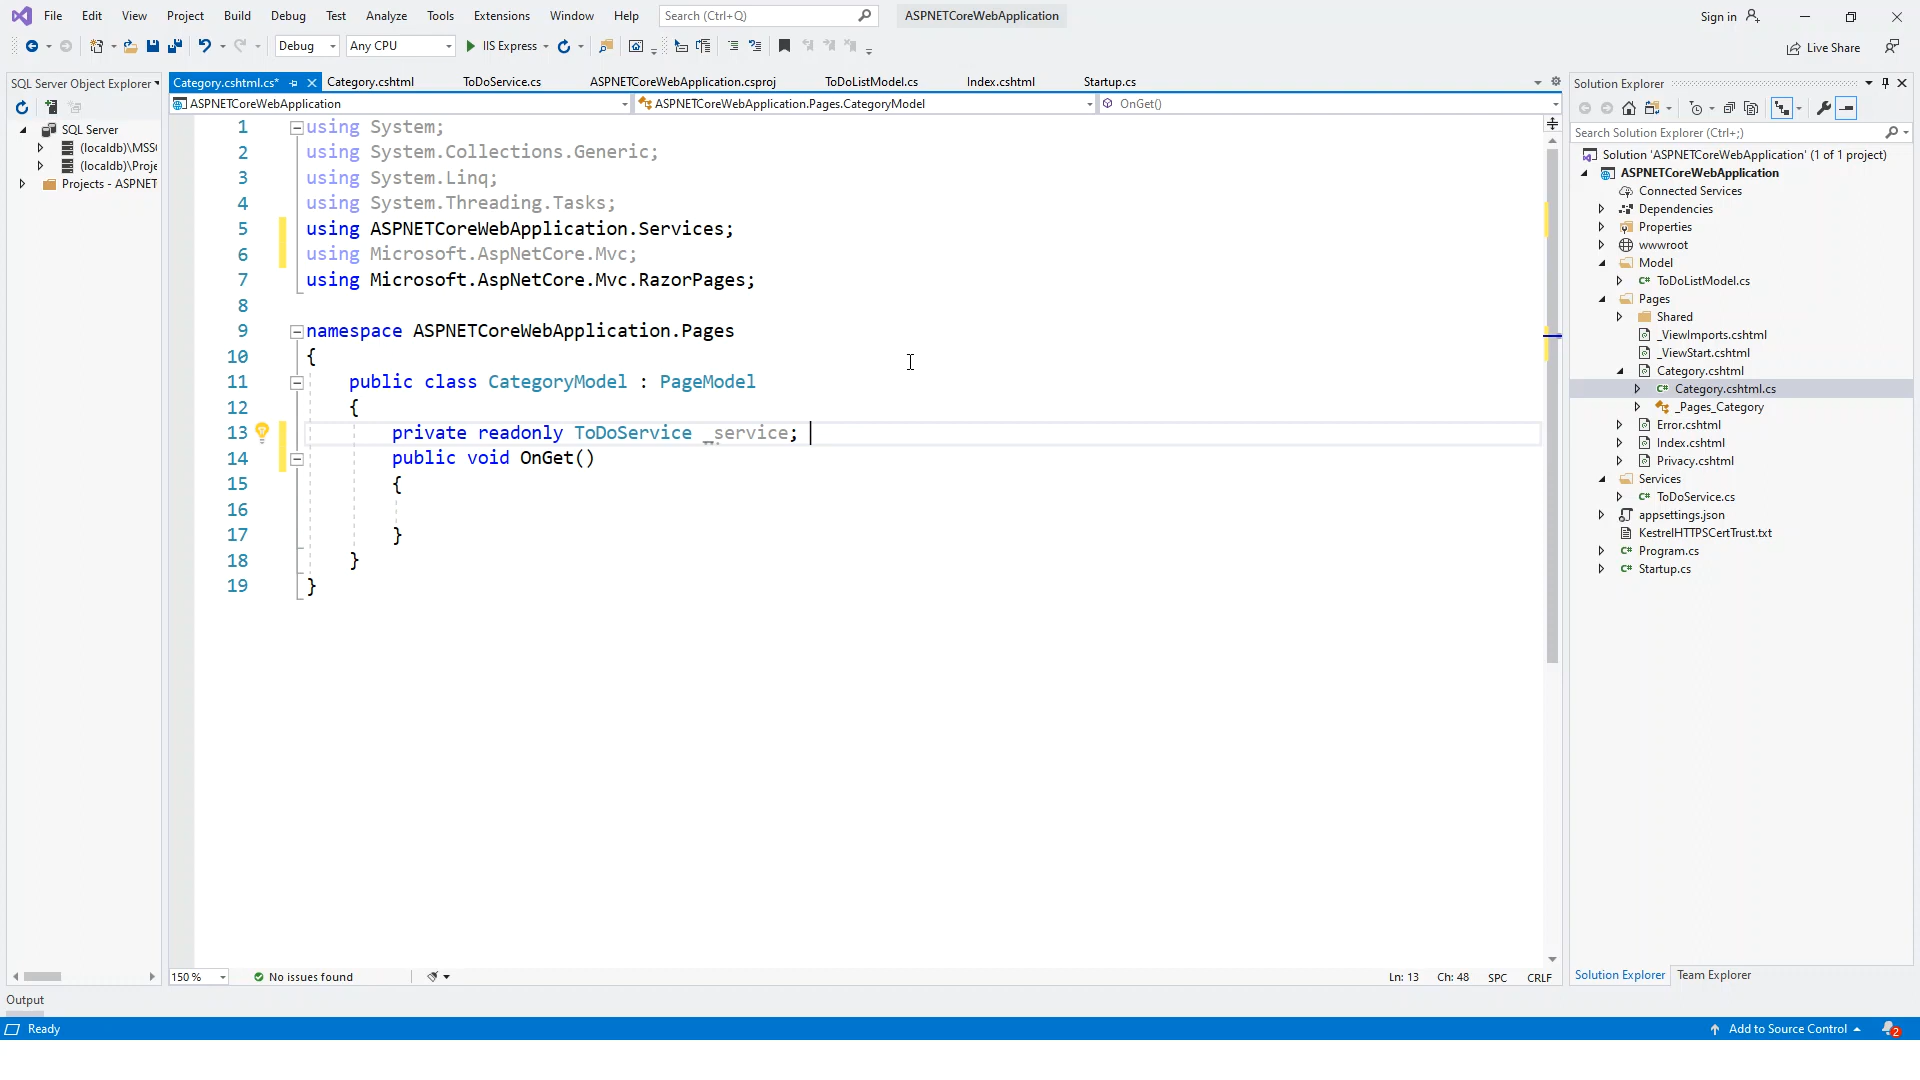 File Edit View Project Build Debug Test Analyze Tools Extensions Window Help Search (Ctrl+Q) ASPNETCoreWebApplication Sign in
Debug Any CPU IIS Express Live Share
SQL Server Object Explorer
SQL Server
(localdb)\MSS
(localdb)\Proje
Projects - ASPNET
Category.cshtml.cs* Category.cshtml ToDoService.cs ASPNETCoreWebApplication.csproj ToDoListModel.cs Index.cshtml Startup.cs
ASPNETCoreWebApplication ASPNETCoreWebApplication.Pages.CategoryModel OnGet()
1 using System;
2 using System.Collections.Generic;
3 using System.Linq;
4 using System.Threading.Tasks;
5 using ASPNETCoreWebApplication.Services;
6 using Microsoft.AspNetCore.Mvc;
7 using Microsoft.AspNetCore.Mvc.RazorPages;
8
9 namespace ASPNETCoreWebApplication.Pages
10 {
11 public class CategoryModel : PageModel
12 {
13 private readonly ToDoService _service;
14 public void OnGet()
15 {
16
17 }
18 }
19 }
150 % No issues found Ln: 13 Ch: 48 SPC CRLF
Solution Explorer
Search Solution Explorer (Ctrl+;)
Solution 'ASPNETCoreWebApplication' (1 of 1 project)
ASPNETCoreWebApplication
Connected Services
Dependencies
Properties
wwwroot
Model
ToDoListModel.cs
Pages
Shared
_ViewImports.cshtml
_ViewStart.cshtml
Category.cshtml
Category.cshtml.cs
_Pages_Category
Error.cshtml
Index.cshtml
Privacy.cshtml
Services
ToDoService.cs
appsettings.json
KestrelHTTPSCertTrust.txt
Program.cs
Startup.cs
Solution Explorer Team Explorer
Output
Ready Add to Source Control 2